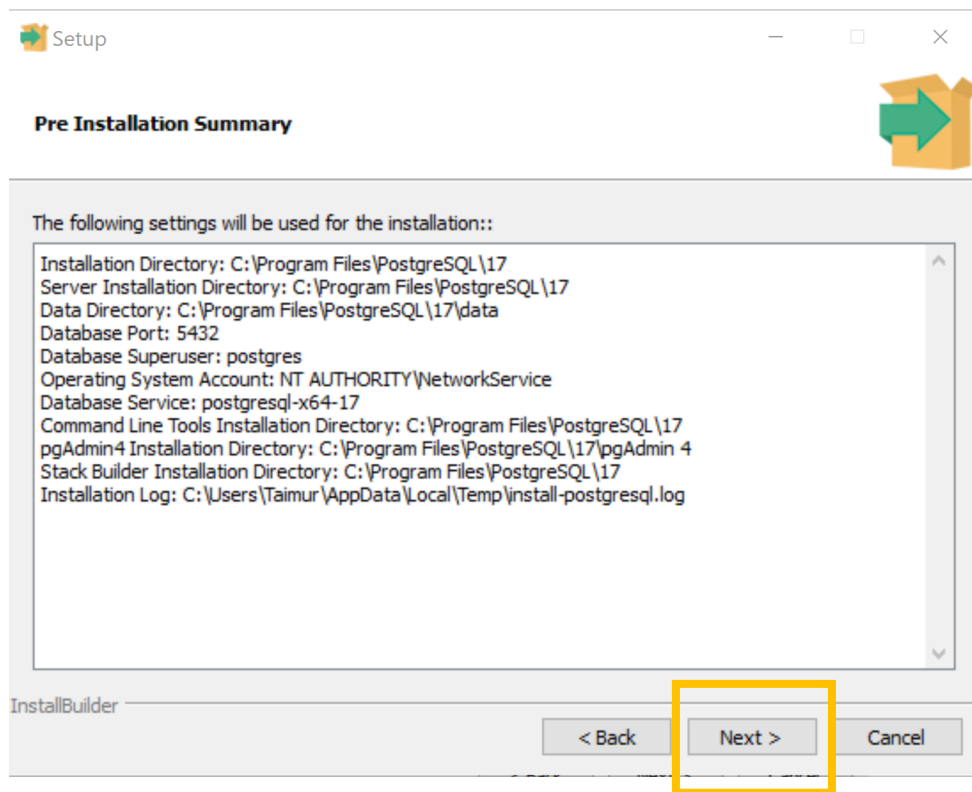 Setup
Pre Installation Summary
The following settings will be used for the installation::
Installation Directory: C:\Program Files\PostgreSQL\17
Server Installation Directory: C:\Program Files\PostgreSQL\17
Data Directory: C:\Program Files\PostgreSQL\17\data
Database Port: 5432
Database Superuser: postgres
Operating System Account: NT AUTHORITY\NetworkService
Database Service: postgresql-x64-17
Command Line Tools Installation Directory: C:\Program Files\PostgreSQL\17
pgAdmin4 Installation Directory: C:\Program Files\PostgreSQL\17\pgAdmin 4
Stack Builder Installation Directory: C:\Program Files\PostgreSQL\17
Installation Log: C:\Users\Taimur\AppData\Local\Temp\install-postgresql.log
InstallBuilder
< Back Next > Cancel